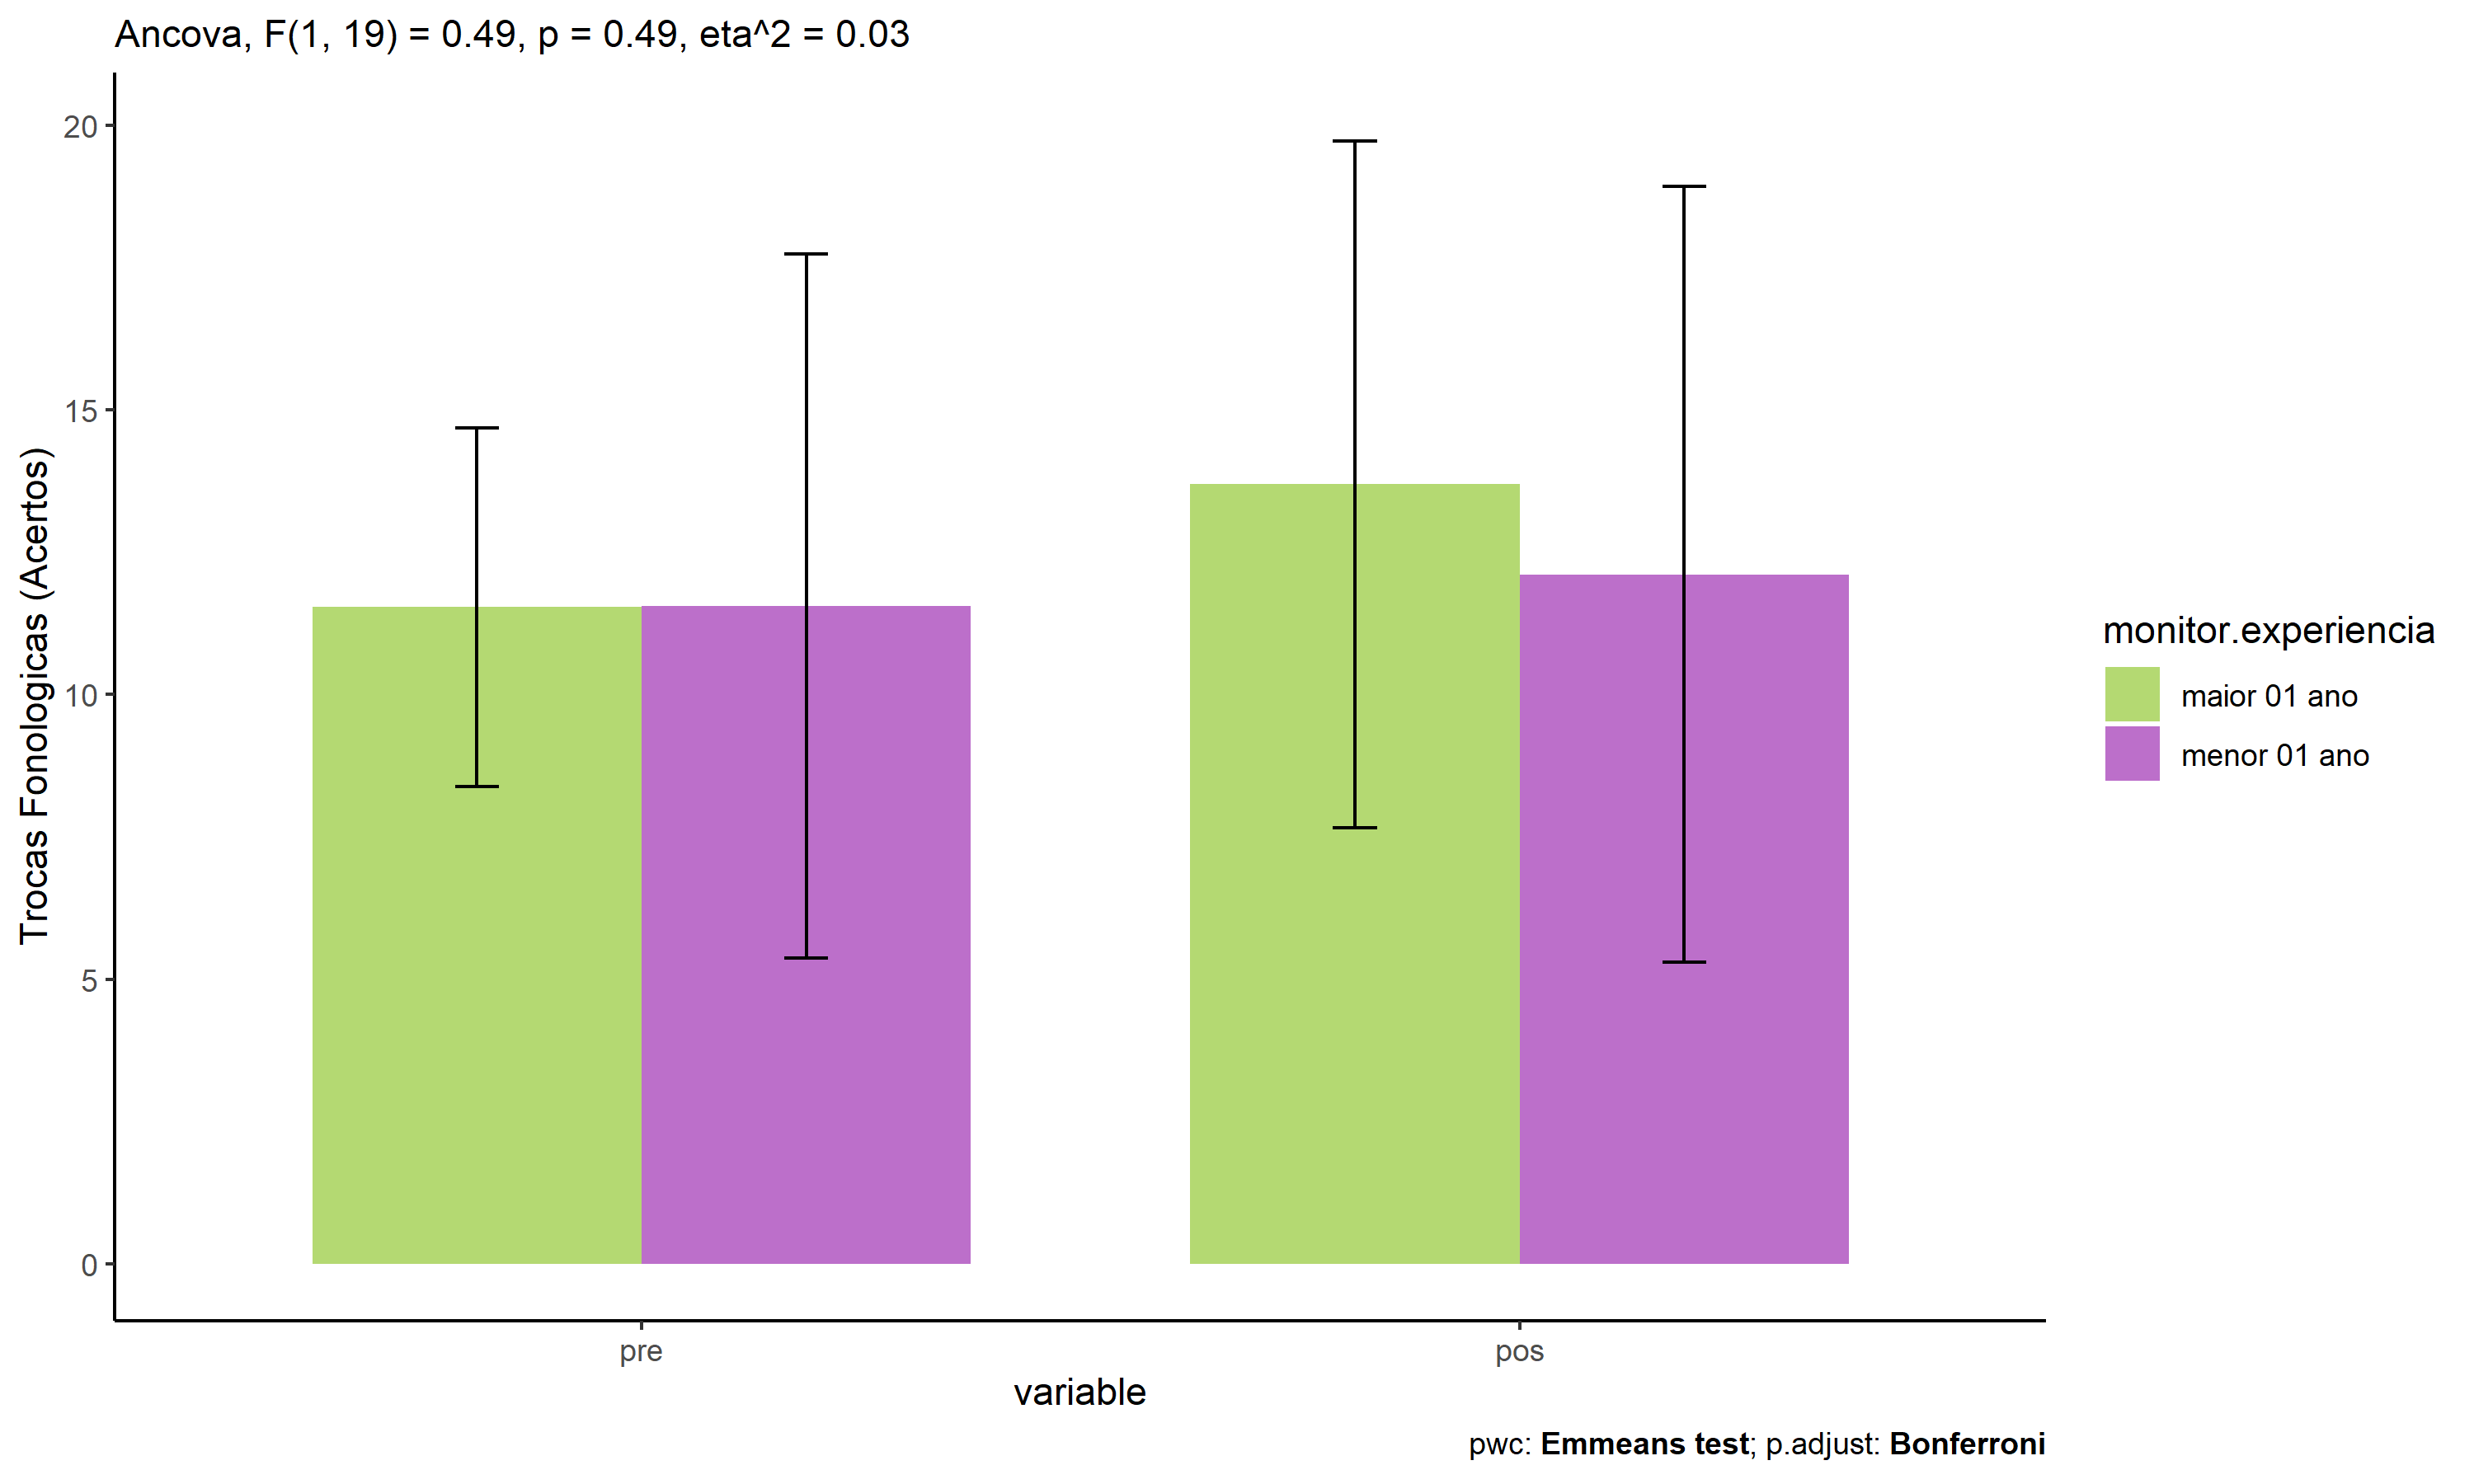 Ancova, F(1, 19) = 0.49, p = 0.49, eta^2 = 0.03
Trocas Fonologicas (Acertos)
20
15
10
5
0
pre
pos
variable
monitor.experiencia
maior 01 ano
menor 01 ano
pwc: Emmeans test; p.adjust: Bonferroni